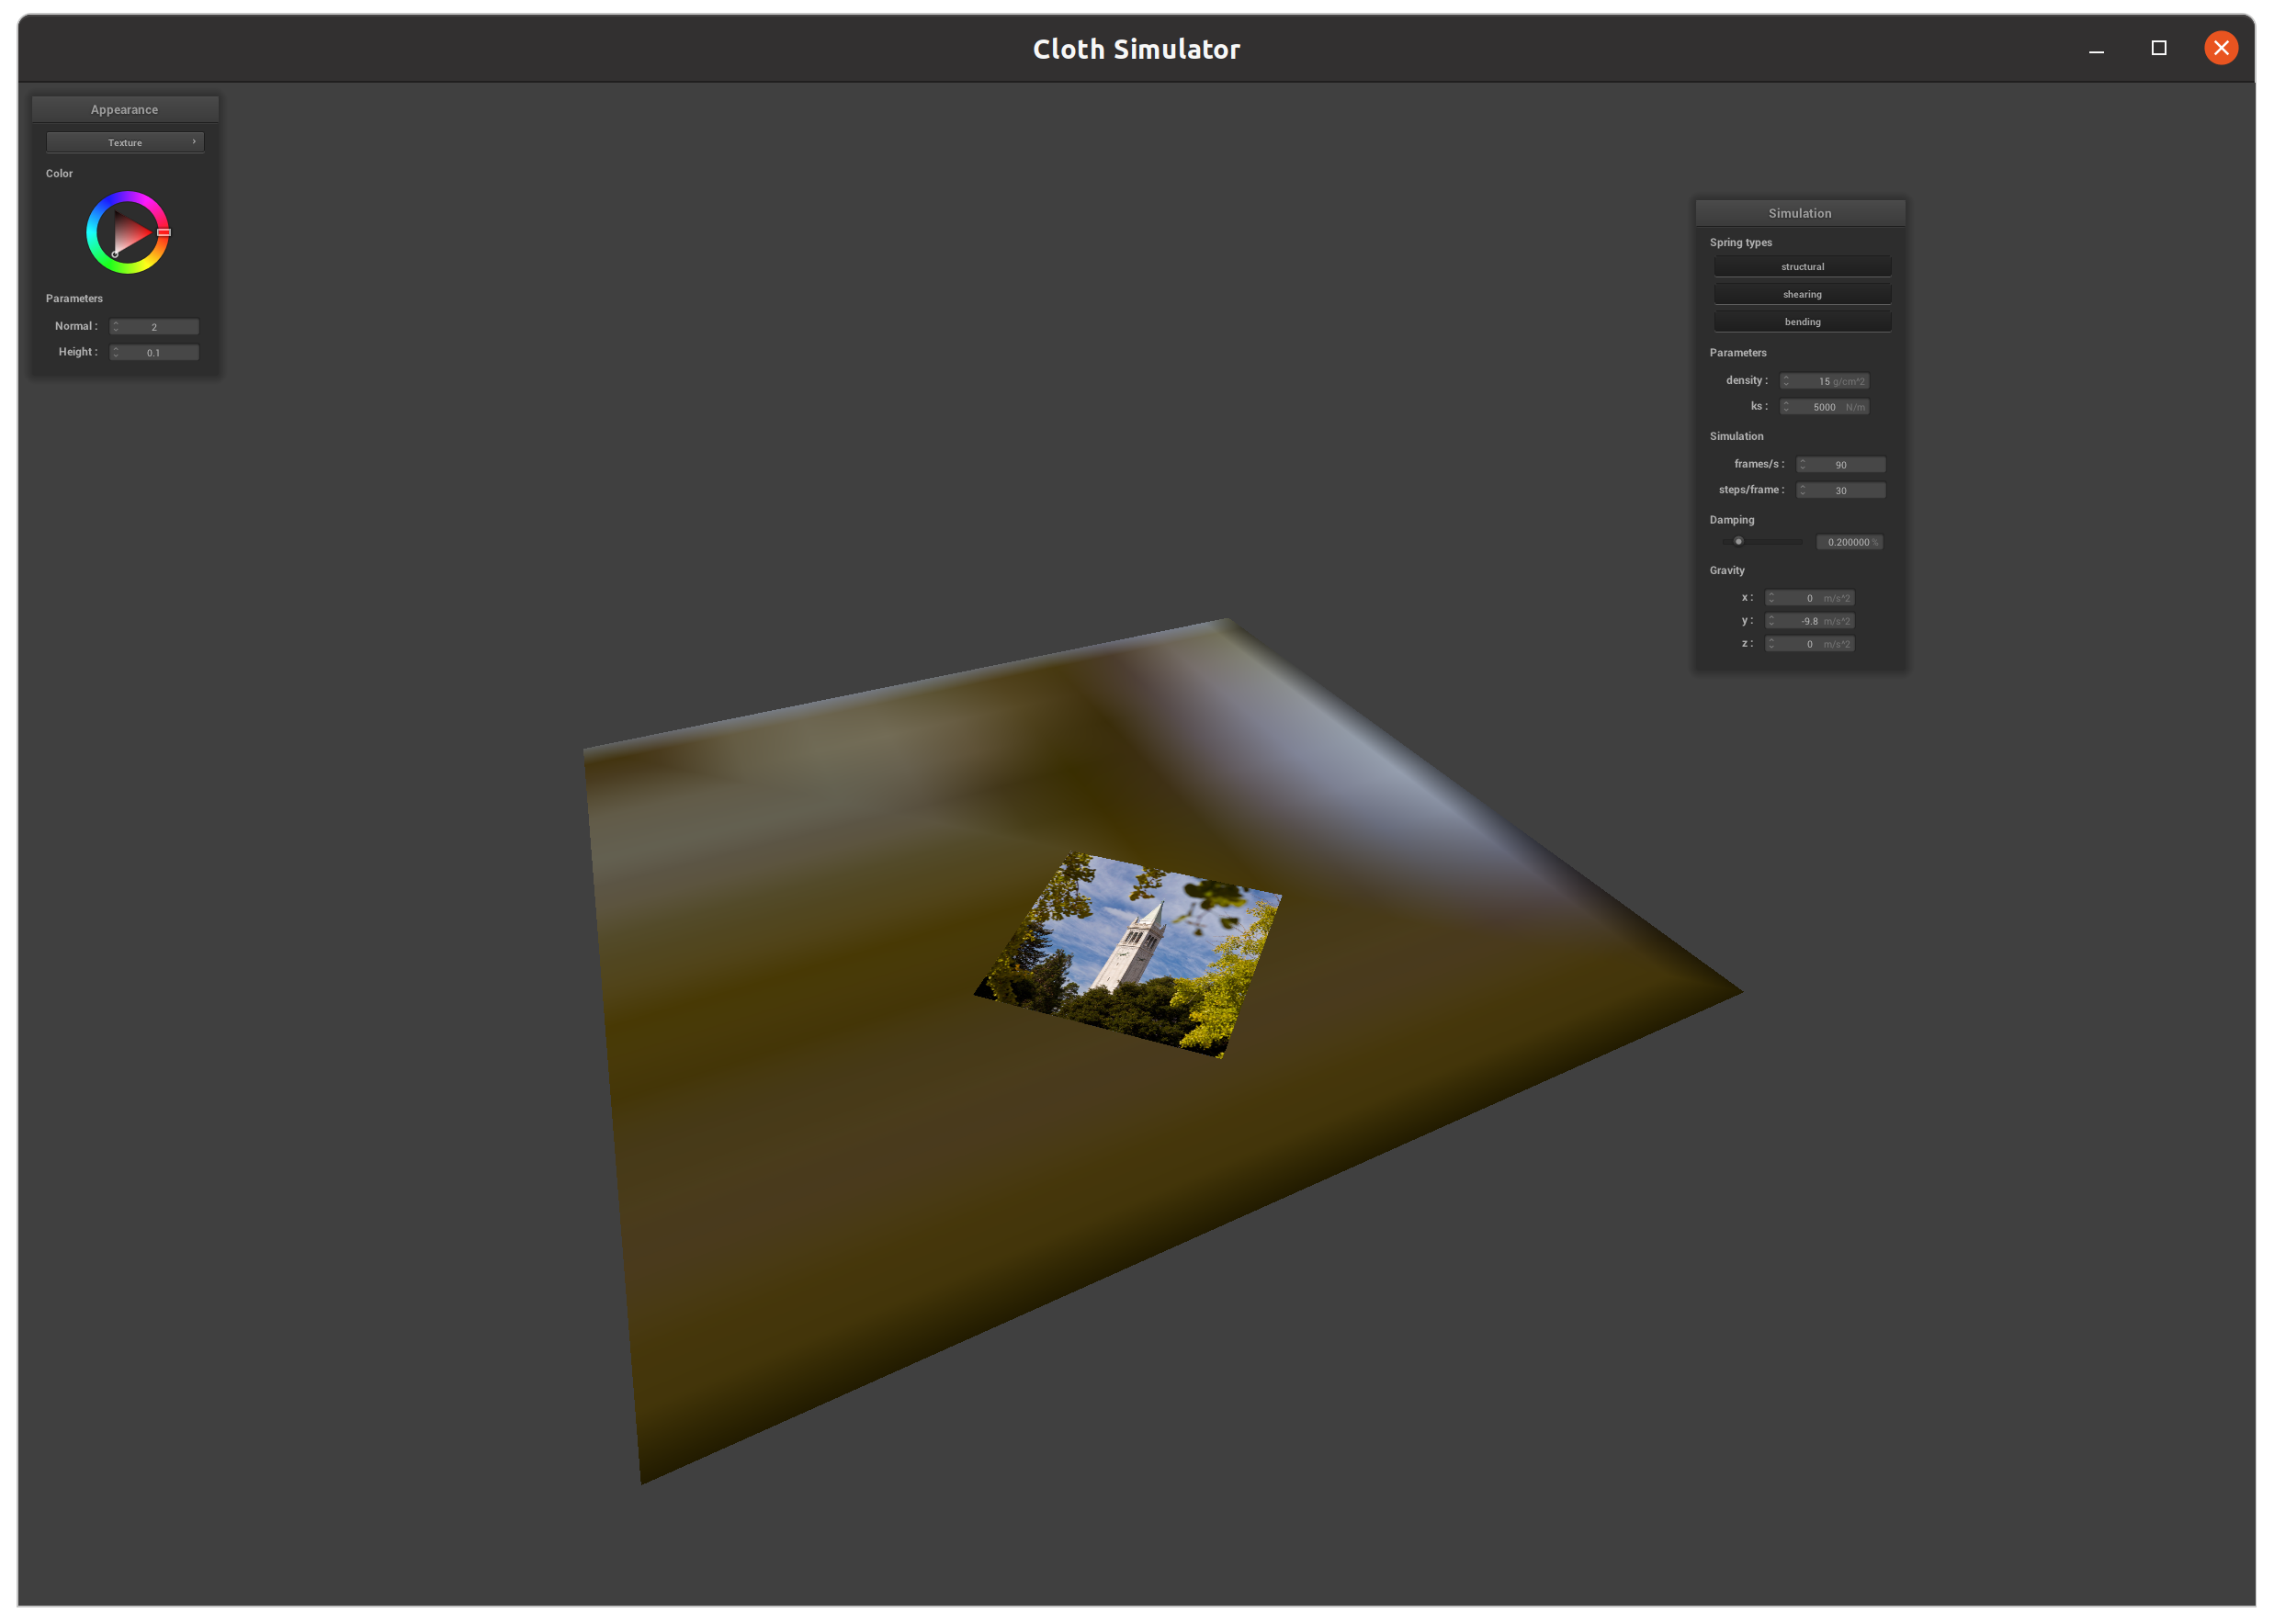 Cloth Simulator
Appearance
Texture
Color
Parameters
Normal : 2
Height : 0.1
Simulation
Spring types
structural
shearing
bending
Parameters
density : 15 g/cm^2
ks : 5000 N/m
Simulation
frames/s : 90
steps/frame : 30
Damping
0.200000 %
Gravity
x : 0 m/s^2
y : -9.8 m/s^2
z : 0 m/s^2